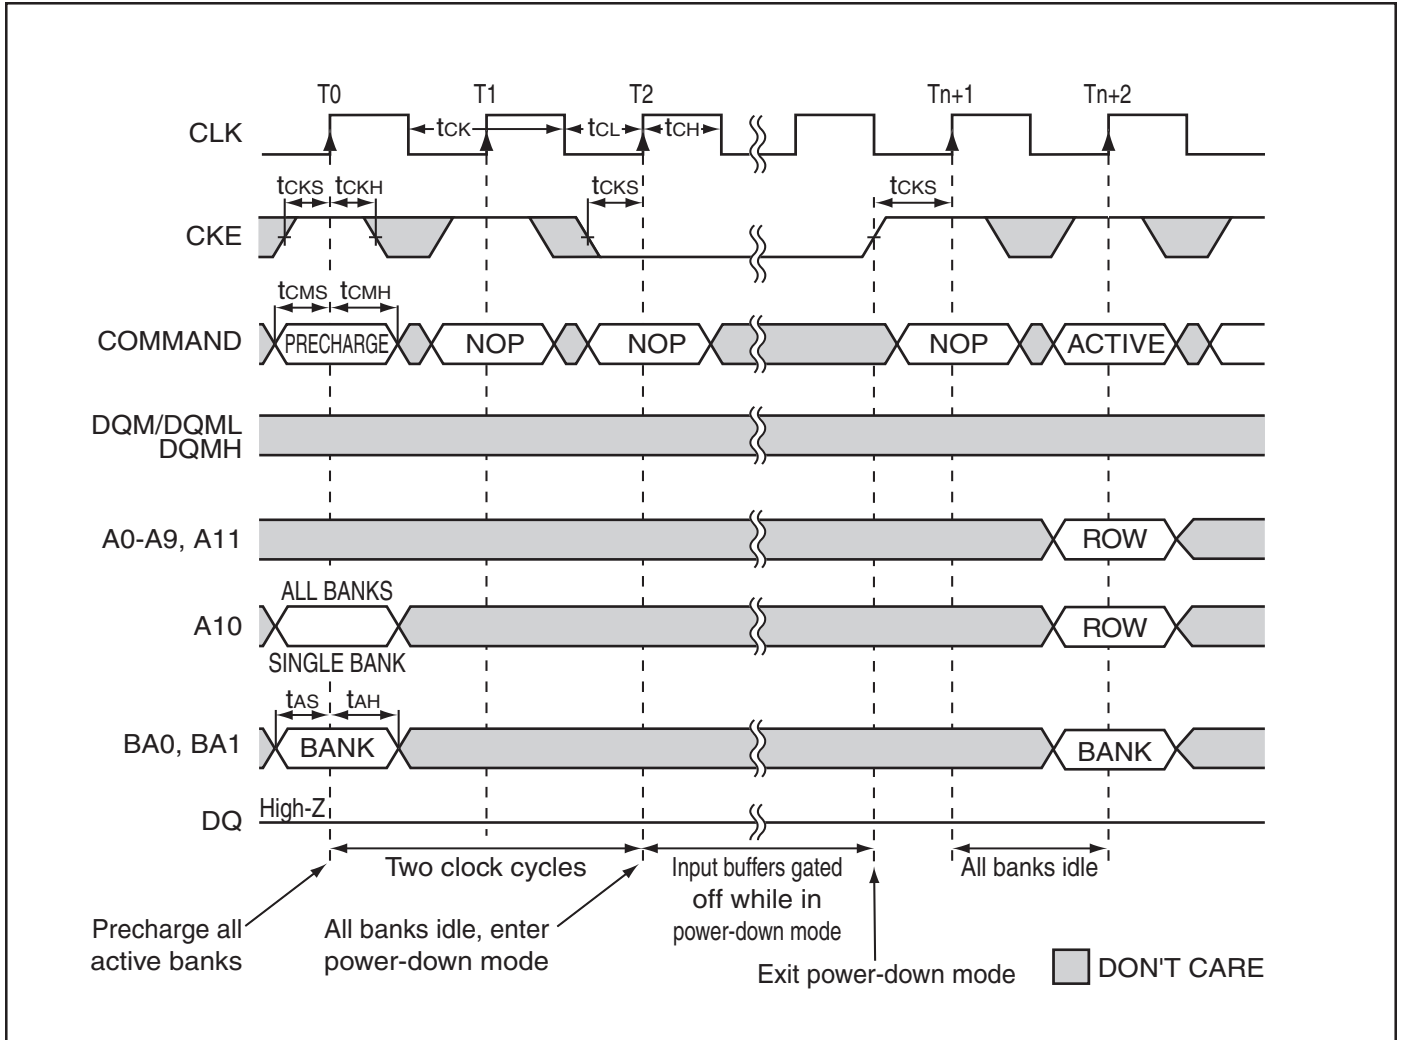 T0 T1 T2 Tn+1 Tn+2
CLK tCK tCL tCH
tCKS tCKH tCKS tCKS
CKE
tCMS tCMH
COMMAND PRECHARGE NOP NOP NOP ACTIVE
DQM/DQML
DQMH
A0-A9, A11 ROW
ALL BANKS
A10 ROW
SINGLE BANK
tAS tAH
BA0, BA1 BANK BANK
DQ High-Z
Two clock cycles
Input buffers gated
off while in
power-down mode
All banks idle
Precharge all
active banks
All banks idle, enter
power-down mode
Exit power-down mode
DON'T CARE